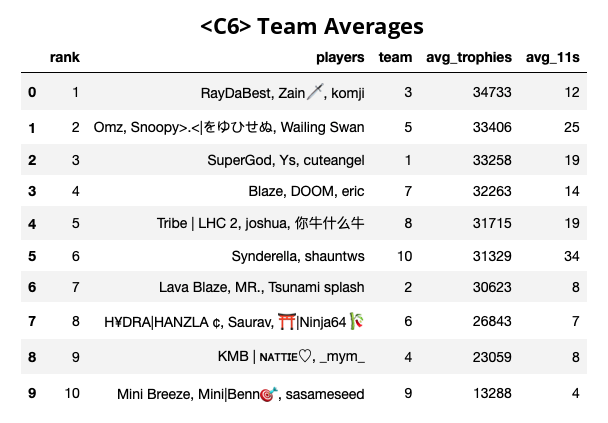 <C6> Team Averages
rank players team avg_trophies avg_11s
0 1 RayDaBest, Zain🗡️, komji 3 34733 12
1 2 Omz, Snoopy>.<|をゆひせぬ, Wailing Swan 5 33406 25
2 3 SuperGod, Ys, cuteangel 1 33258 19
3 4 Blaze, DOOM, eric 7 32263 14
4 5 Tribe | LHC 2, joshua, 你牛什么牛 8 31715 19
5 6 Synderella, shauntws 10 31329 34
6 7 Lava Blaze, MR., Tsunami splash 2 30623 8
7 8 H¥DRA|HANZLA ¢, Saurav, ⛩️|Ninja64🎋 6 26843 7
8 9 KMB | ɴᴀᴛᴛɪᴇ♡, _mym_ 4 23059 8
9 10 Mini Breeze, Mini|Benn🎯, sasameseed 9 13288 4